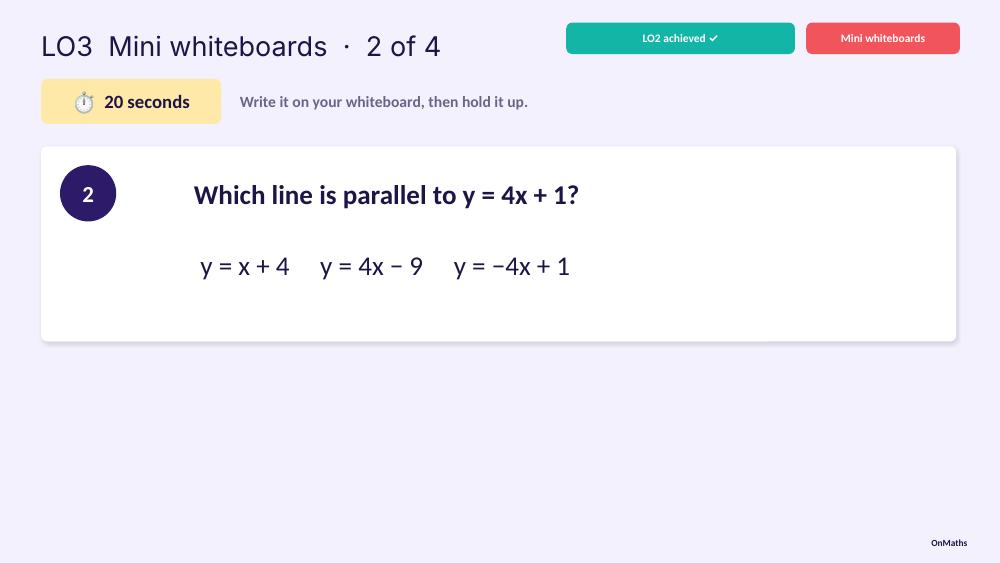 LO3 Mini whiteboards · 2 of 4
LO2 achieved ✓
Mini whiteboards
⏱️ 20 seconds
Write it on your whiteboard, then hold it up.
2
Which line is parallel to y = 4x + 1?
y = x + 4 y = 4x − 9 y = −4x + 1
OnMaths